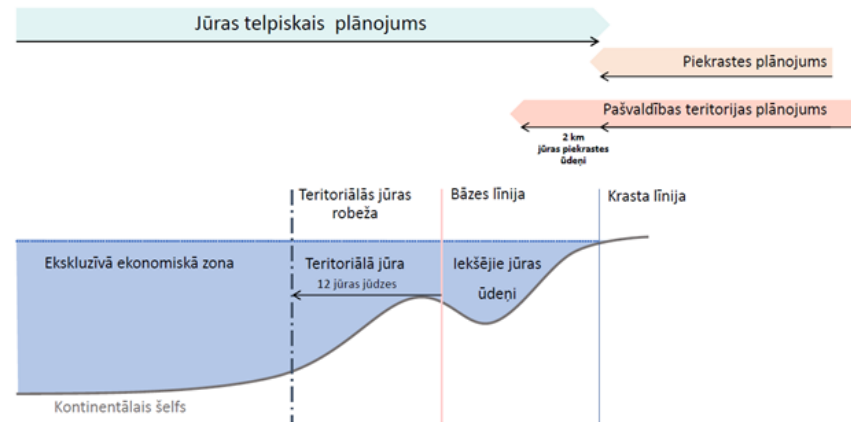 Jūras telpiskais plānojums
Piekrastes plānojums
Pašvaldības teritorijas plānojums
2 km
jūras piekrastes
ūdeņi
Teritoriālās jūras
robeža
Bāzes līnija
Krasta līnija
Ekskluzīvā ekonomiskā zona
Teritoriālā jūra
12 jūras jūdzes
Iekšējie jūras
ūdeņi
Kontinentālais šelfs